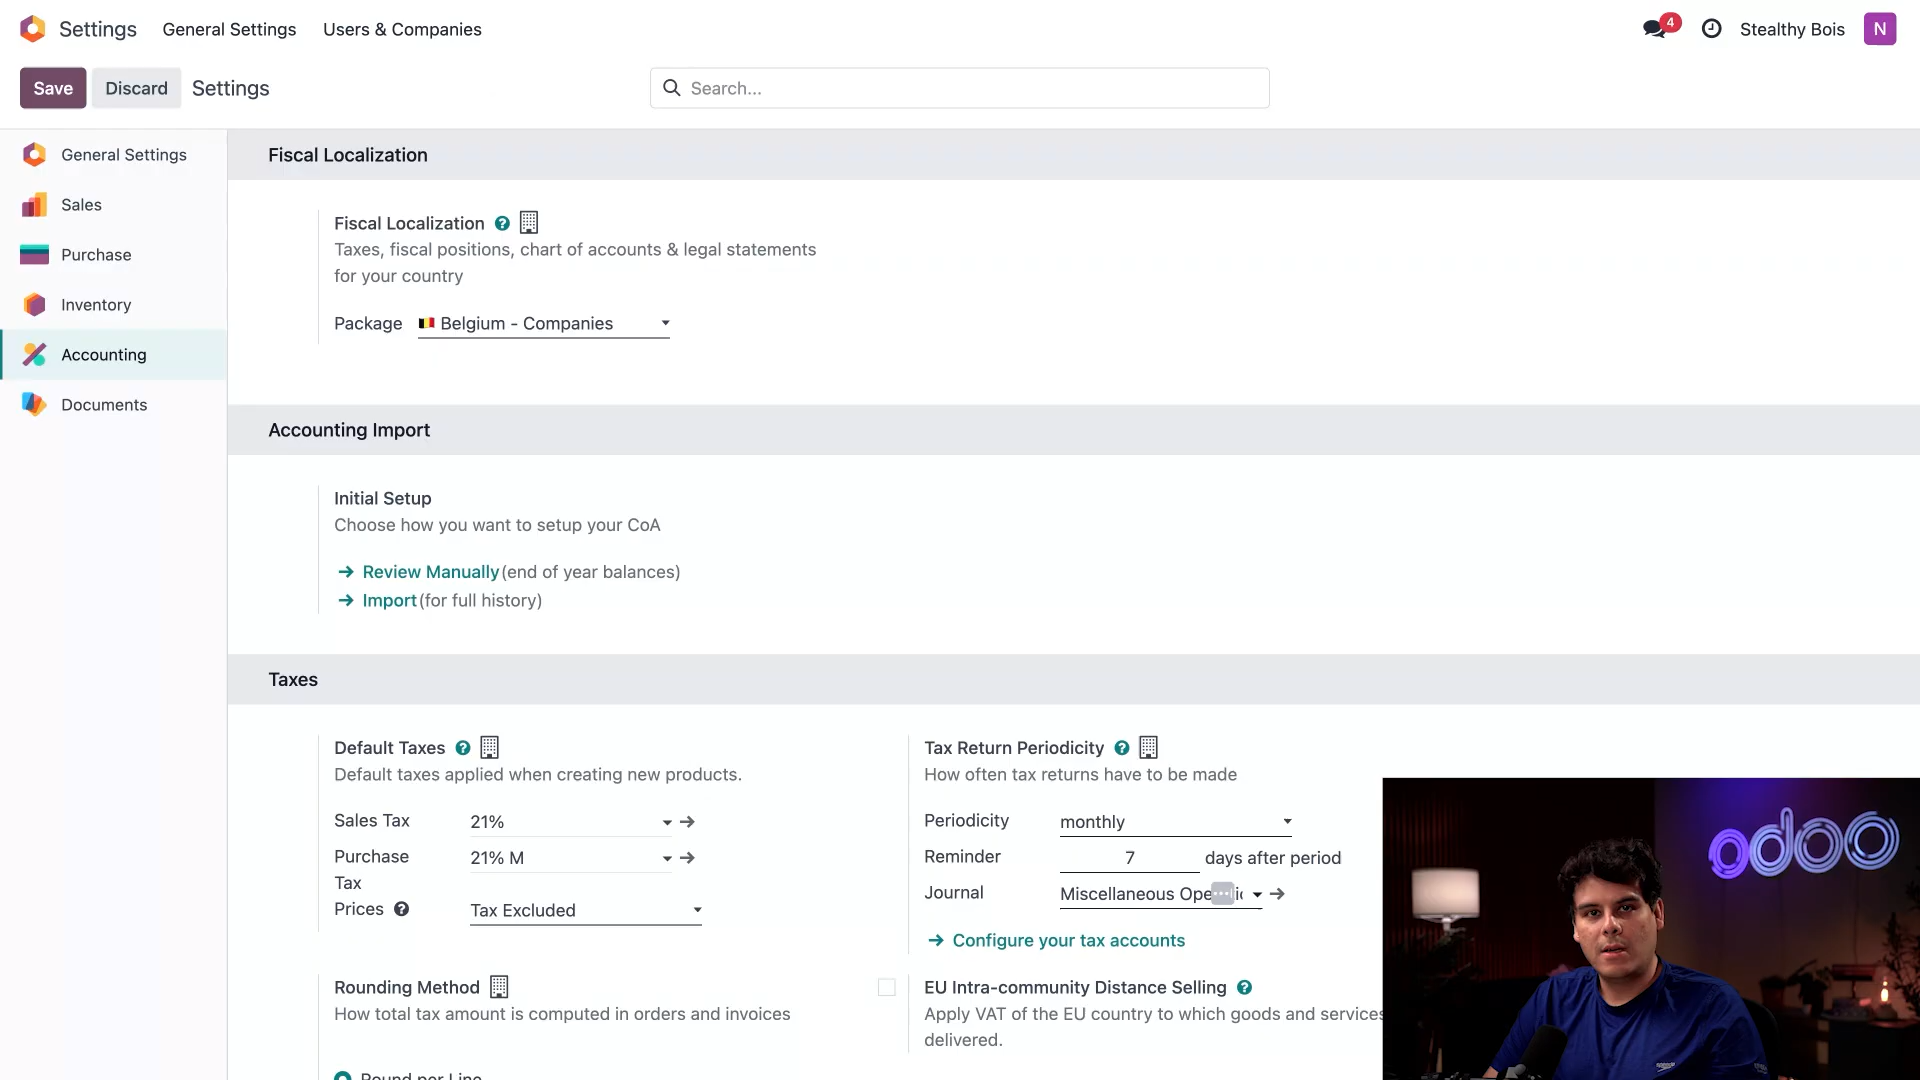 Settings General Settings Users & Companies 4 Stealthy Bois N
Save Discard Settings Search...
General Settings
Sales
Purchase
Inventory
Accounting
Documents
Fiscal Localization
Fiscal Localization ?
Taxes, fiscal positions, chart of accounts & legal statements
for your country
Package Belgium - Companies
Accounting Import
Initial Setup
Choose how you want to setup your CoA
→ Review Manually (end of year balances)
→ Import (for full history)
Taxes
Default Taxes ?
Default taxes applied when creating new products.
Sales Tax 21% →
Purchase
Tax 21% M →
Prices ? Tax Excluded
Tax Return Periodicity ?
How often tax returns have to be made
Periodicity monthly
Reminder 7 days after period
Journal Miscellaneous Ope →
→ Configure your tax accounts
Rounding Method
How total tax amount is computed in orders and invoices
Round per Line
EU Intra-community Distance Selling ?
Apply VAT of the EU country to which goods and services
delivered.
odoo
speedo